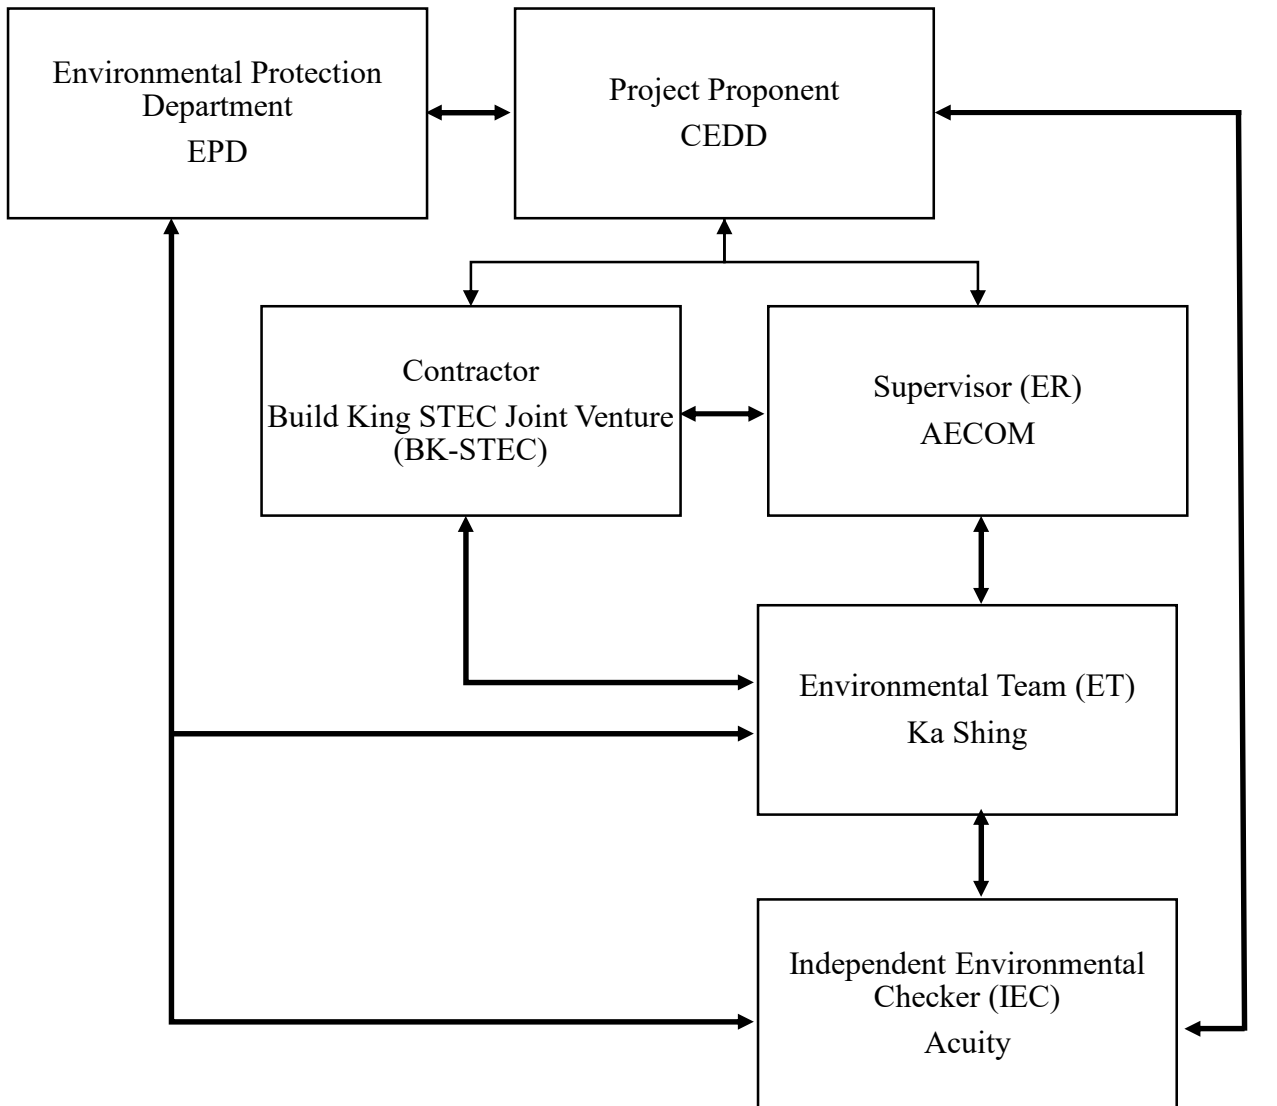 Environmental Protection
Department
EPD
Project Proponent
CEDD
Contractor
Build King STEC Joint Venture
(BK-STEC)
Supervisor (ER)
AECOM
Environmental Team (ET)
Ka Shing
Independent Environmental
Checker (IEC)
Acuity